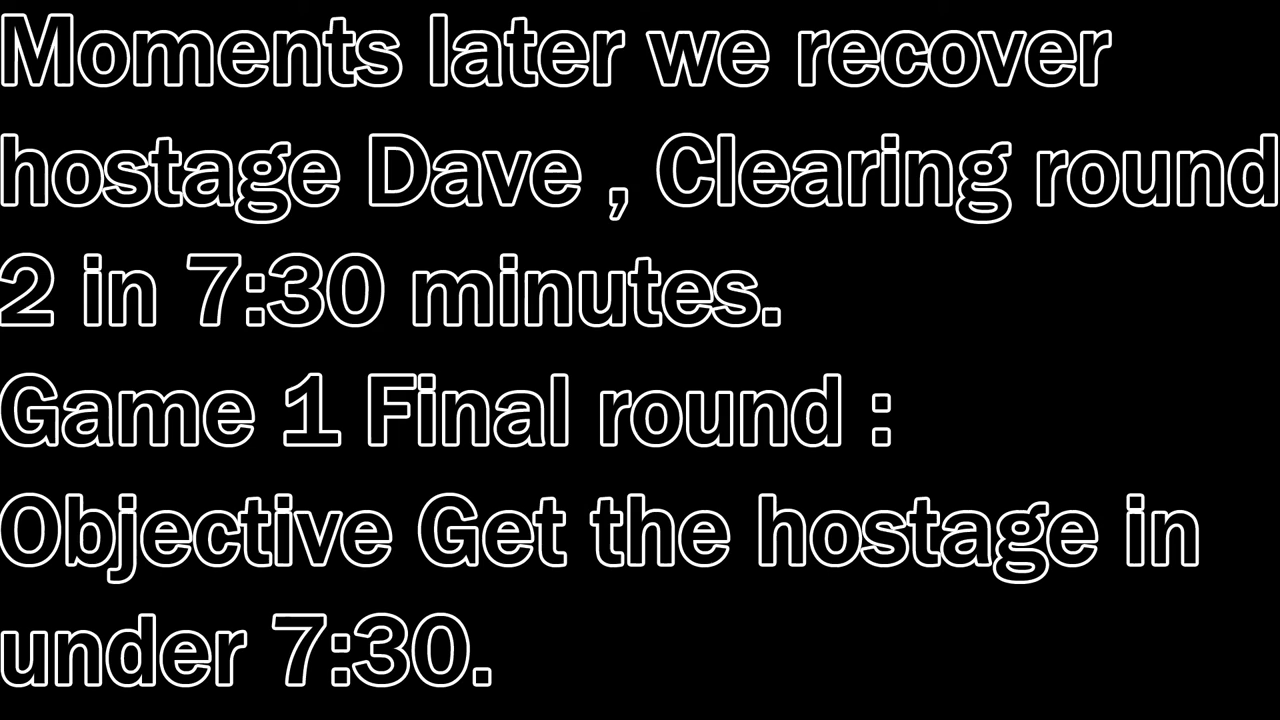 Moments later we recover
hostage Dave , Clearing round
2 in 7:30 minutes.
Game 1 Final round :
Objective Get the hostage in
under 7:30.